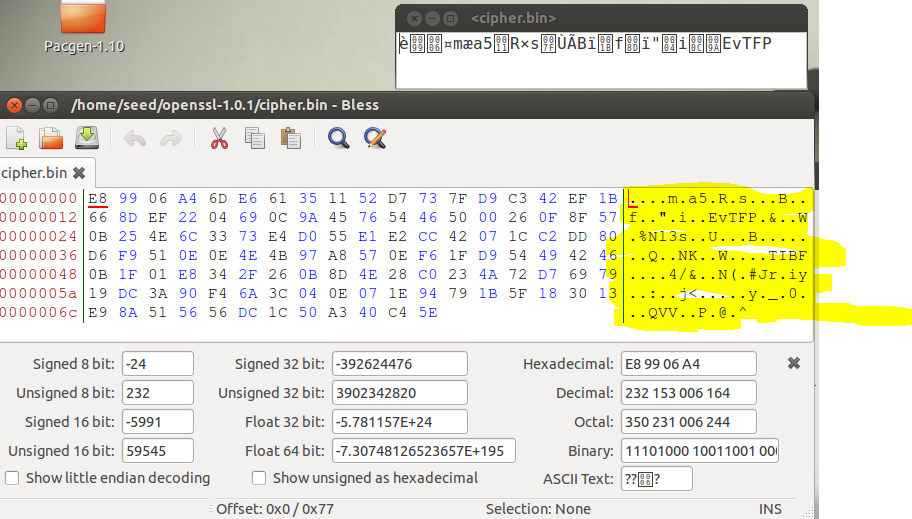 Pacgen-1.10
<cipher.bin>
/home/seed/openssl-1.0.1/cipher.bin - Bless
cipher.bin
00000000 E8 99 06 A4 6D E6 61 35 11 52 D7 73 7F D9 C3 42 EF 1B ....m.a5.R.s...B..
00000012 66 8D EF 22 04 69 0C 9A 45 76 54 46 50 00 26 0F 8F 57 f..".i..EvTFP.&..W
00000024 0B 25 4E 6C 33 73 E4 D0 55 E1 E2 CC 42 07 1C C2 DD 80 .%Nl3s..U...B.....
00000036 D6 F9 51 0E 0E 4E 4B 97 A8 57 0E F6 1F D9 54 49 42 46 ..Q..NK..W....TIBF
00000048 0B 1F 01 E8 34 2F 26 0B 8D 4E 28 C0 23 4A 72 D7 69 79 ....4/&..N(.#Jr.iy
0000005a 19 DC 3A 90 F4 6A 3C 04 0E 07 1E 94 79 1B 5F 18 30 13 ..:..j<.....y._.0.
0000006c E9 8A 51 56 56 DC 1C 50 A3 40 C4 5E ..QVV..P.@.^
Signed 8 bit: -24 Signed 32 bit: -392624476 Hexadecimal: E8 99 06 A4
Unsigned 8 bit: 232 Unsigned 32 bit: 3902342820 Decimal: 232 153 006 164
Signed 16 bit: -5991 Float 32 bit: -5.781157E+24 Octal: 350 231 006 244
Unsigned 16 bit: 59545 Float 64 bit: -7.30748126523657E+195 Binary: 11101000 10011001 000
Show little endian decoding Show unsigned as hexadecimal ASCII Text: ???
Offset: 0x0 / 0x77 Selection: None INS